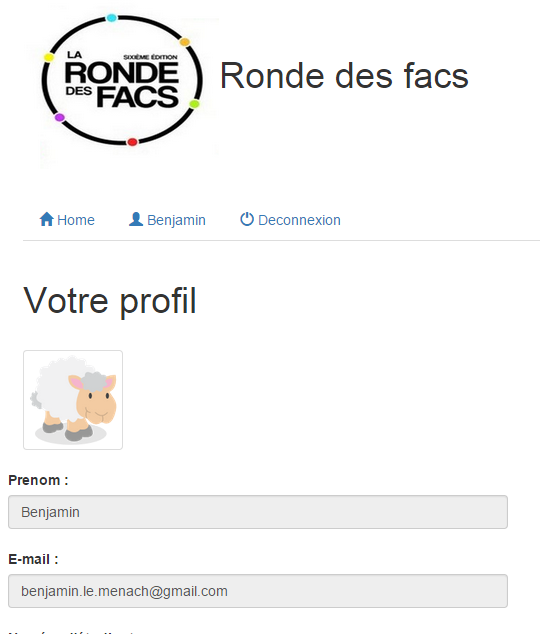 LA
SIXIÈME ÉDITION
RONDE
DES FACS
Ronde des facs
Home Benjamin Deconnexion
Votre profil
Prenom :
Benjamin
E-mail :
benjamin.le.menach@gmail.com